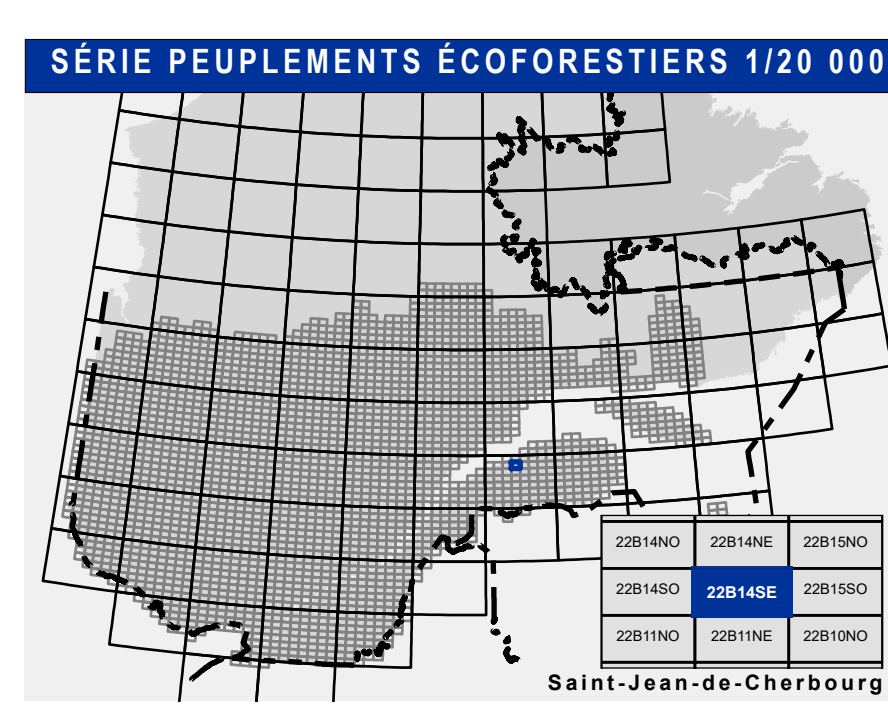 SÉRIE PEUPLEMENTS ÉCOFORESTIERS 1/20 000
22B14NO 22B14NE 22B15NO
22B14SO 22B14SE 22B15SO
22B11NO 22B11NE 22B10NO
Saint-Jean-de-Cherbourg